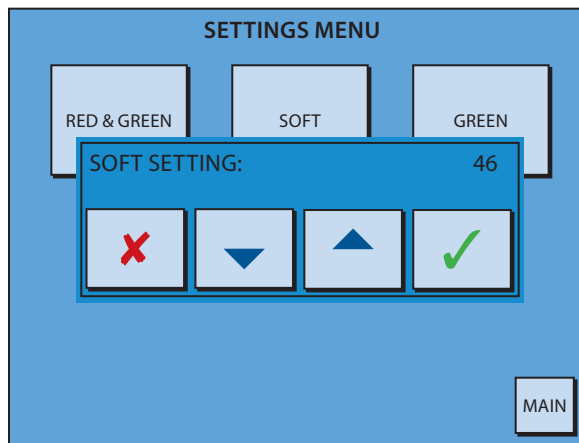 SETTINGS MENU
RED & GREEN
SOFT
GREEN
SOFT SETTING: 46
MAIN